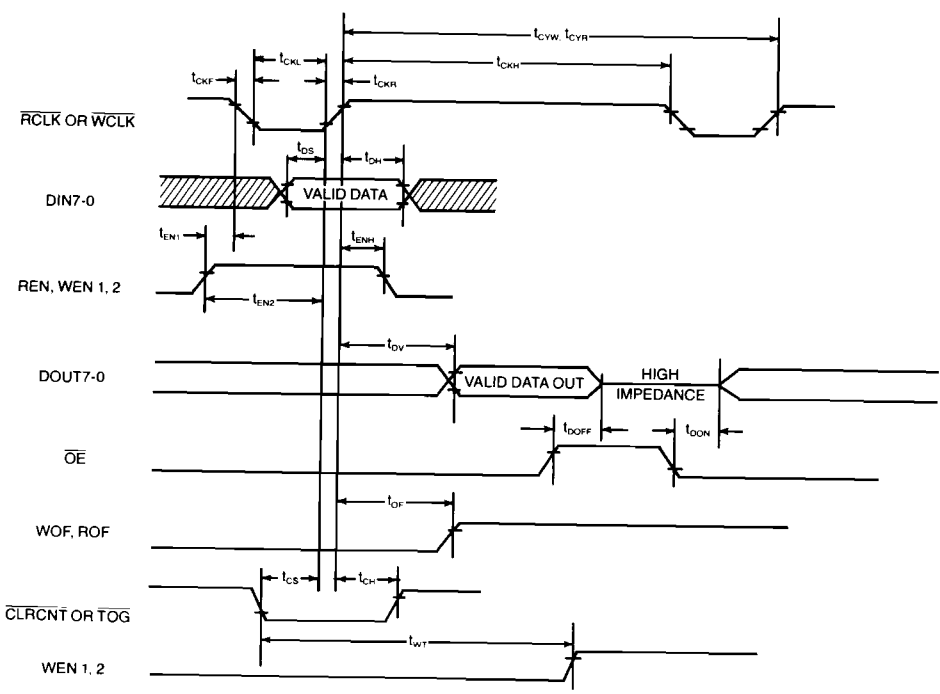 tCYW, tCYR
tCKL
tCKH
tCKF
tCKR
RCLK OR WCLK
tDS
tDH
DIN7-0
VALID DATA
tEN1
tENH
REN, WEN 1, 2
tEN2
tDV
DOUT7-0
VALID DATA OUT
HIGH
IMPEDANCE
tDOFF
tDON
OE
tOF
WOF, ROF
tCS
tCH
CLRCNT OR TOG
tWT
WEN 1, 2